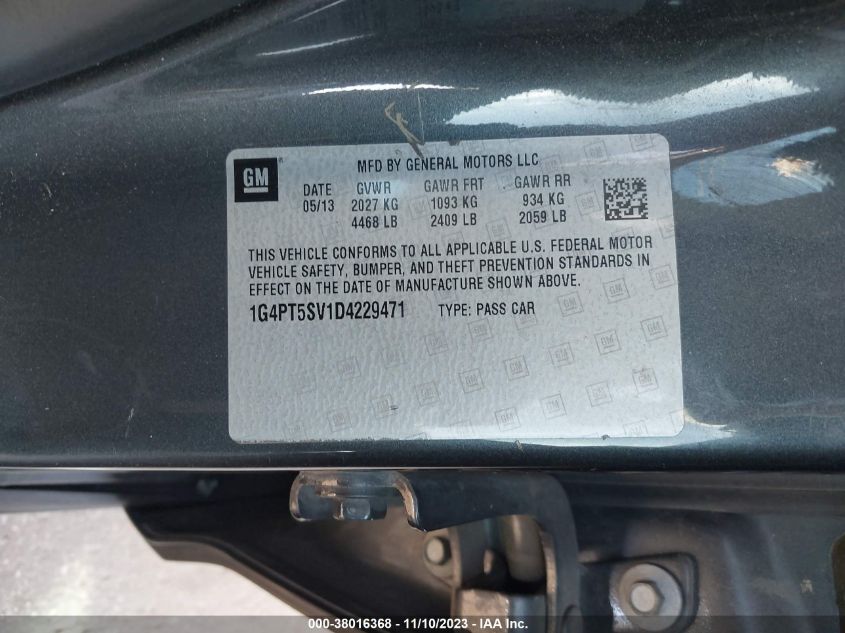 GM
MFD BY GENERAL MOTORS LLC
DATE GVWR GAWR FRT GAWR RR
05/13 2027 KG 1093 KG 934 KG
4468 LB 2409 LB 2059 LB
THIS VEHICLE CONFORMS TO ALL APPLICABLE U.S. FEDERAL MOTOR
VEHICLE SAFETY, BUMPER, AND THEFT PREVENTION STANDARDS IN
EFFECT ON THE DATE OF MANUFACTURE SHOWN ABOVE.
1G4PT5SV1D4229471 TYPE: PASS CAR
000-38016368 - 11/10/2023 - IAA Inc.